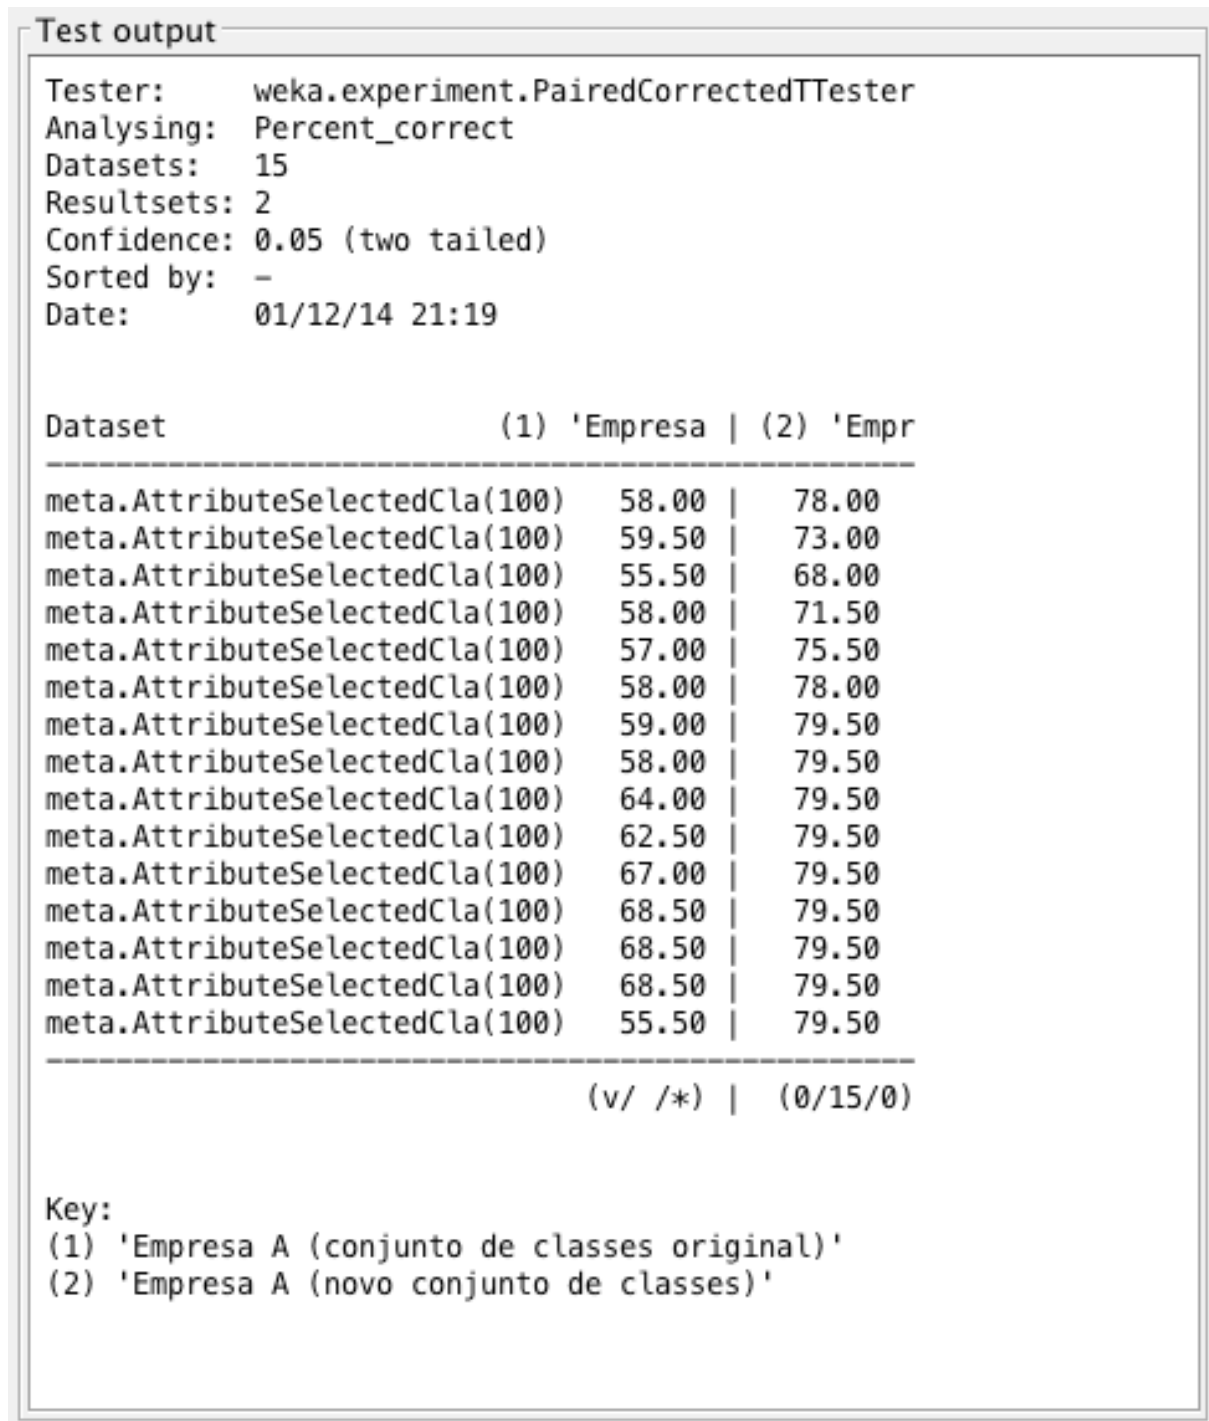 Test output
Tester:     weka.experiment.PairedCorrectedTTester
Analysing:  Percent_correct
Datasets:   15
Resultsets: 2
Confidence: 0.05 (two tailed)
Sorted by:  –
Date:       01/12/14 21:19
Dataset                   (1) 'Empresa | (2) 'Empr
--------------------------------------------------
meta.AttributeSelectedCla(100)   58.00 |   78.00
meta.AttributeSelectedCla(100)   59.50 |   73.00
meta.AttributeSelectedCla(100)   55.50 |   68.00
meta.AttributeSelectedCla(100)   58.00 |   71.50
meta.AttributeSelectedCla(100)   57.00 |   75.50
meta.AttributeSelectedCla(100)   58.00 |   78.00
meta.AttributeSelectedCla(100)   59.00 |   79.50
meta.AttributeSelectedCla(100)   58.00 |   79.50
meta.AttributeSelectedCla(100)   64.00 |   79.50
meta.AttributeSelectedCla(100)   62.50 |   79.50
meta.AttributeSelectedCla(100)   67.00 |   79.50
meta.AttributeSelectedCla(100)   68.50 |   79.50
meta.AttributeSelectedCla(100)   68.50 |   79.50
meta.AttributeSelectedCla(100)   68.50 |   79.50
meta.AttributeSelectedCla(100)   55.50 |   79.50
--------------------------------------------------
(v/ /*) |  (0/15/0)
Key:
(1) 'Empresa A (conjunto de classes original)'
(2) 'Empresa A (novo conjunto de classes)'